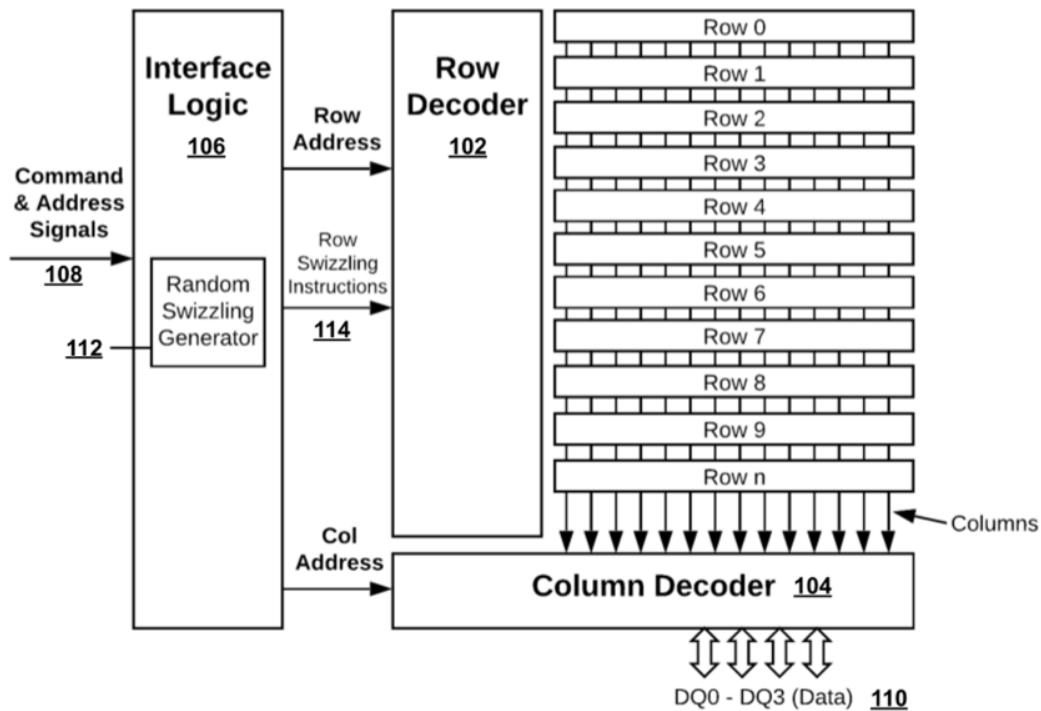 Interface
Logic
106
Row
Decoder
102
Row 0
Row 1
Row 2
Row 3
Row 4
Row 5
Row 6
Row 7
Row 8
Row 9
Row n
Row
Address
Command
& Address
Signals
108
Random
Swizzling
Generator
112
Row
Swizzling
Instructions
114
Columns
Col
Address
Column Decoder 104
DQ0 - DQ3 (Data) 110